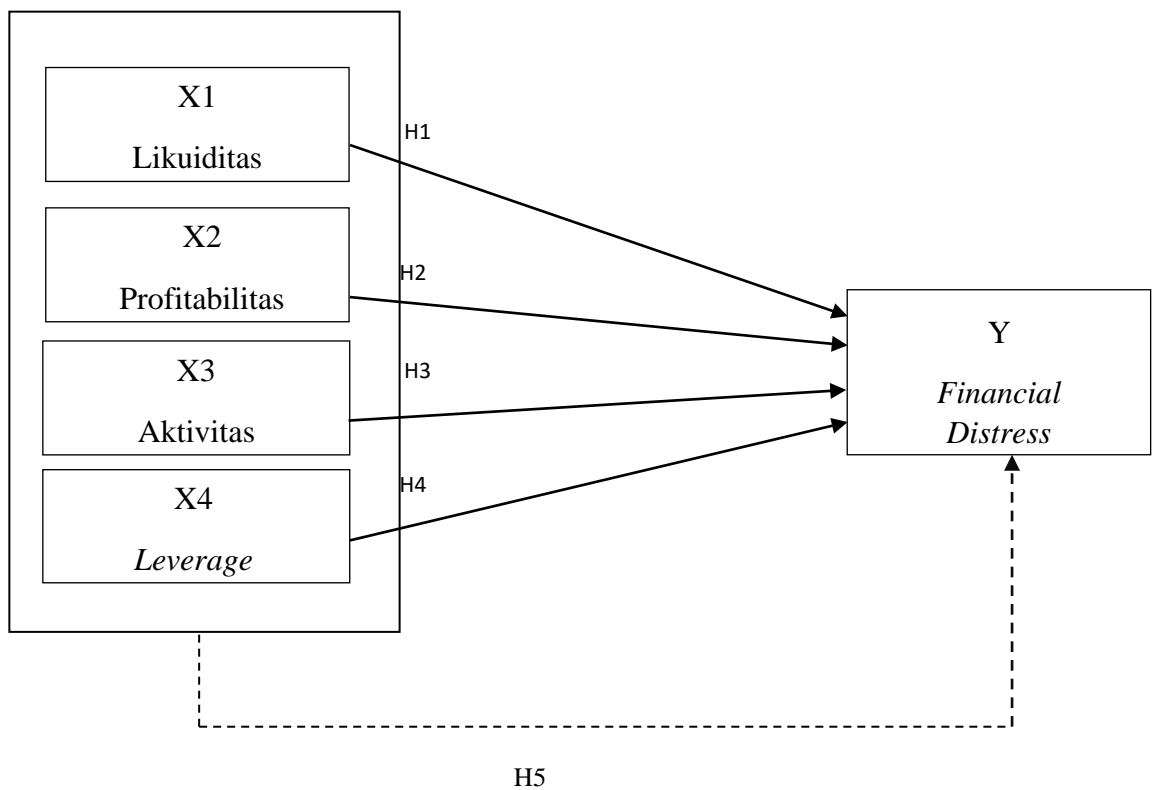 X1
Likuiditas
H1
X2
Profitabilitas
H2
X3
Aktivitas
H3
X4
Leverage
H4
Y
Financial
Distress
H5